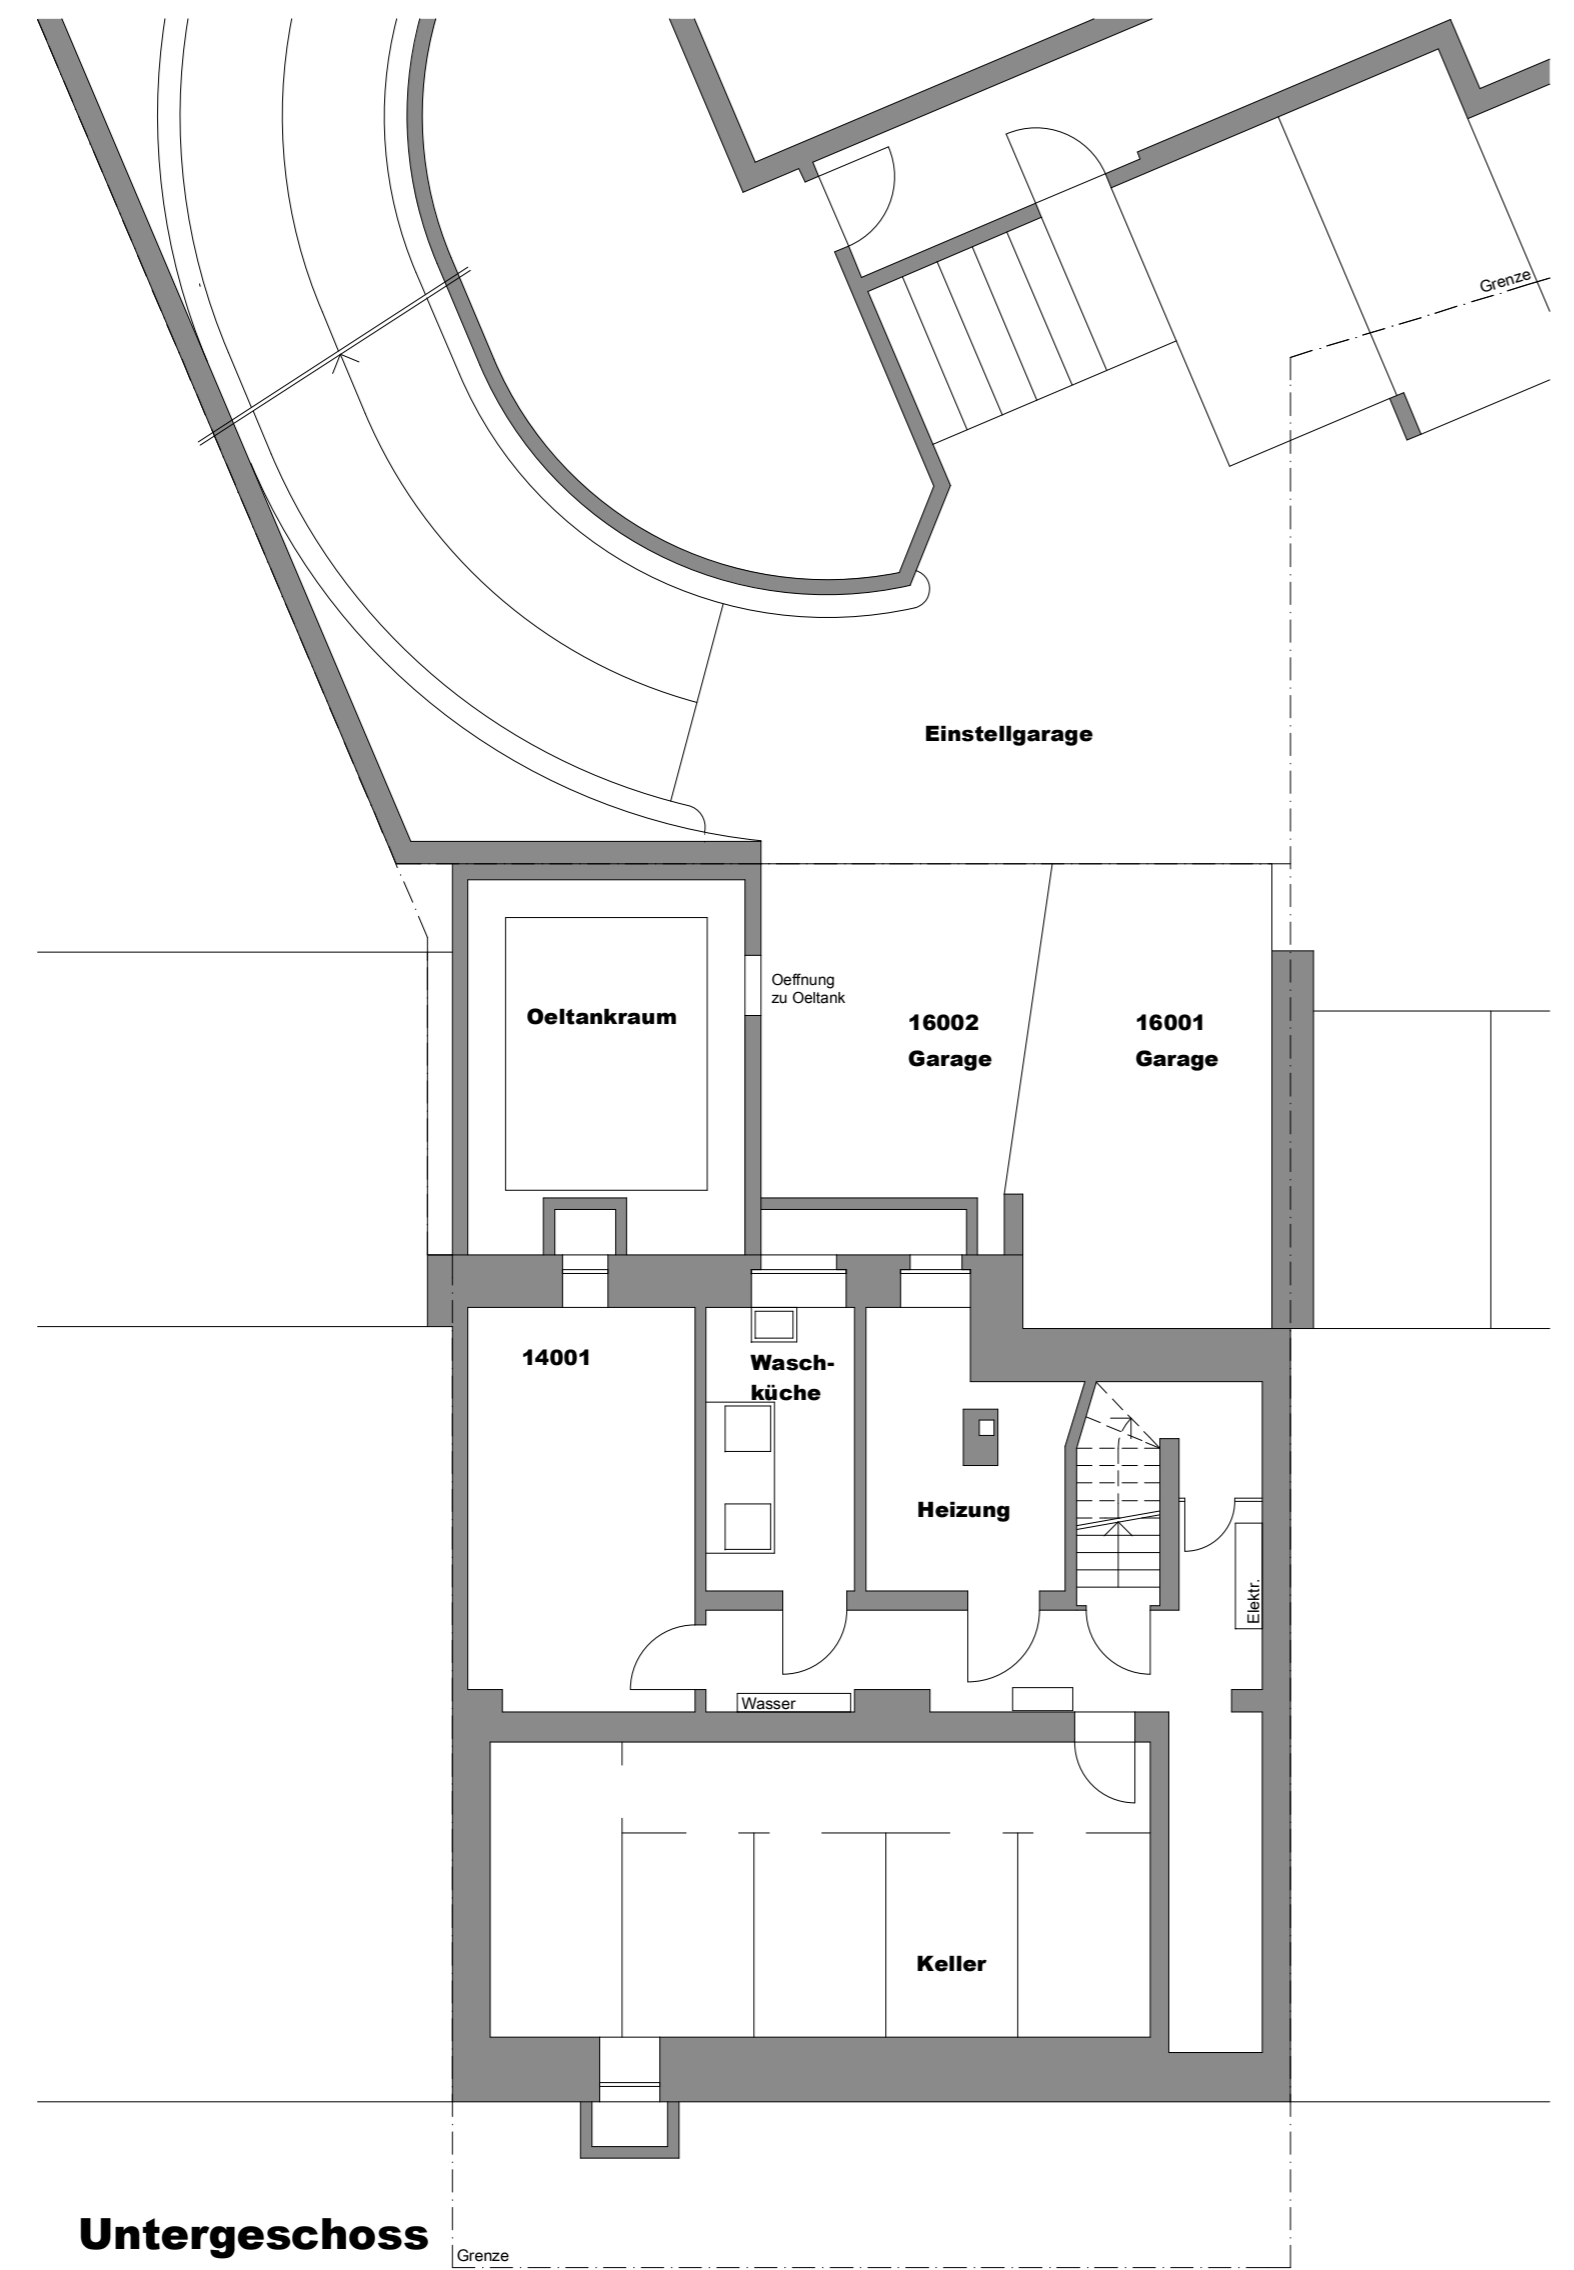 Grenze
Einstellgarage
Oeffnung
zu Oeltank
Oeltankraum
16002
Garage
16001
Garage
14001
Wasch-
küche
Heizung
Elektr.
Wasser
Keller
Untergeschoss
Grenze